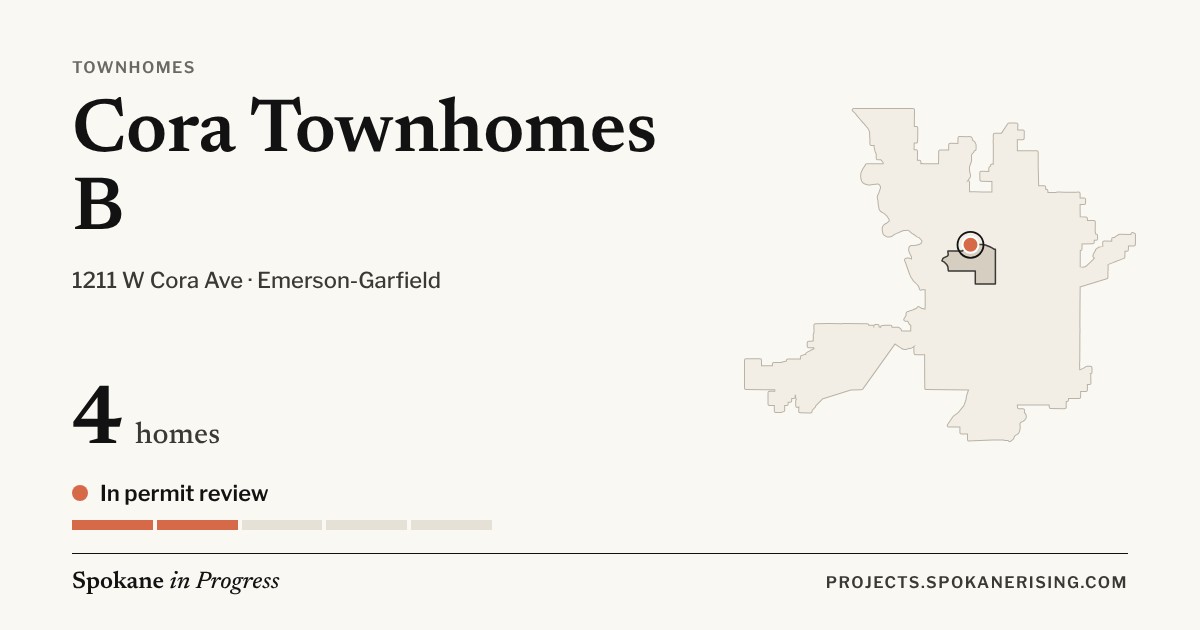 TOWNHOMES
Cora Townhomes
B
1211 W Cora Ave · Emerson-Garfield
4 homes
In permit review
Spokane in Progress
PROJECTS.SPOKANERISING.COM